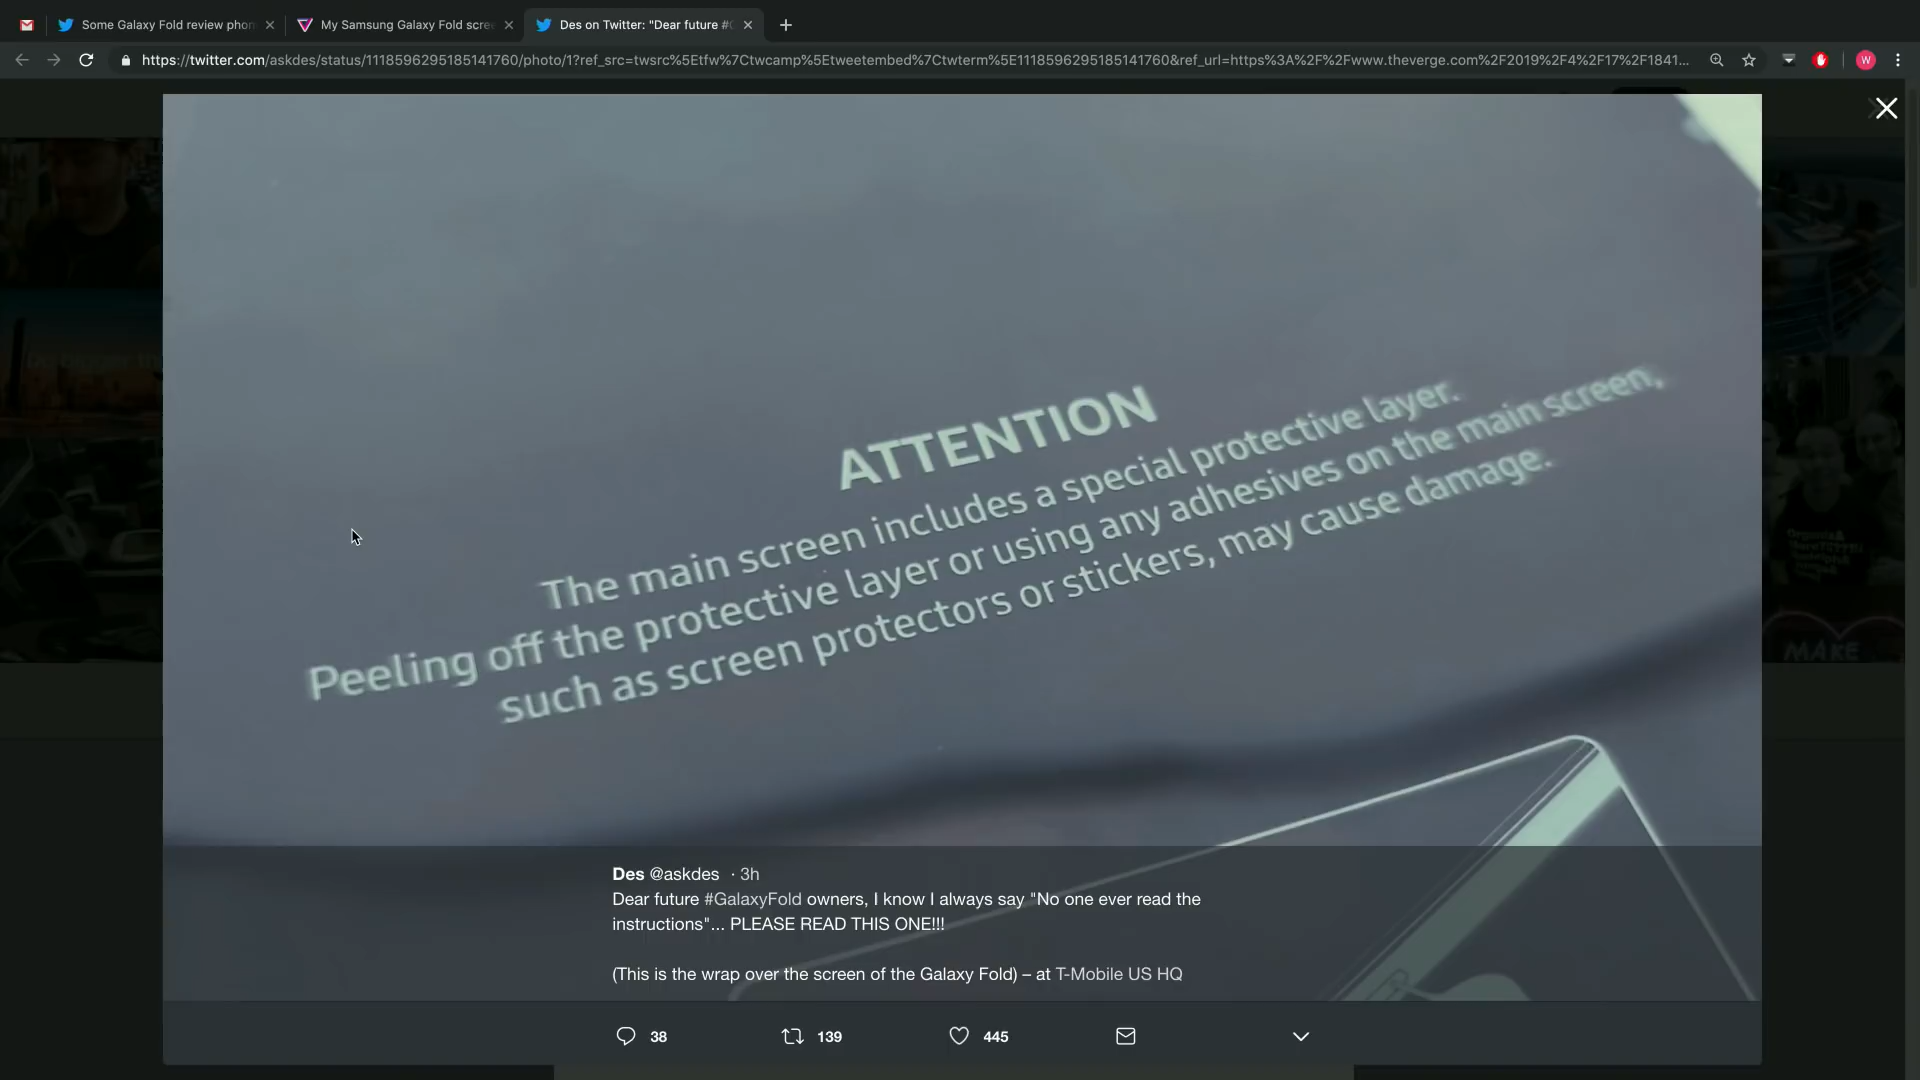 Some Galaxy Fold review phon
My Samsung Galaxy Fold scre
Des on Twitter: "Dear future #
https://twitter.com/askdes/status/1118596295185141760/photo/1?ref_src=twsrc%5Etfw%7Ctwcamp%5Etweetembed%7Ctwterm%5E1118596295185141760&ref_url=https%3A%2F%2Fwww.theverge.com%2F2019%2F4%2F17%2F1841...
W
ATTENTION
The main screen includes a special protective layer.
Peeling off the protective layer or using any adhesives on the main screen,
such as screen protectors or stickers, may cause damage.
MAKE
Des @askdes · 3h
Dear future #GalaxyFold owners, I know I always say "No one ever read the
instructions"... PLEASE READ THIS ONE!!!
(This is the wrap over the screen of the Galaxy Fold) – at T-Mobile US HQ
38
139
445